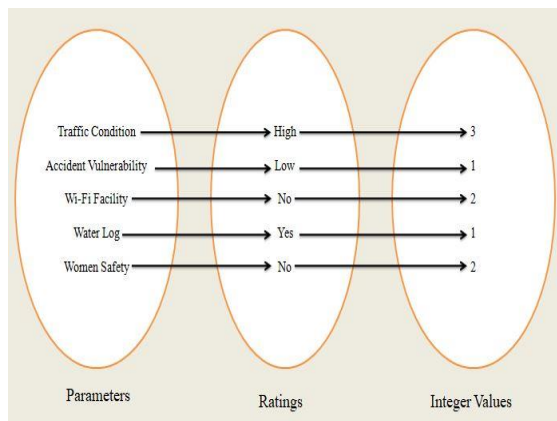 Traffic Condition High 3
Accident Vulnerability Low 1
Wi-Fi Facility No 2
Water Log Yes 1
Women Safety No 2
Parameters Ratings Integer Values